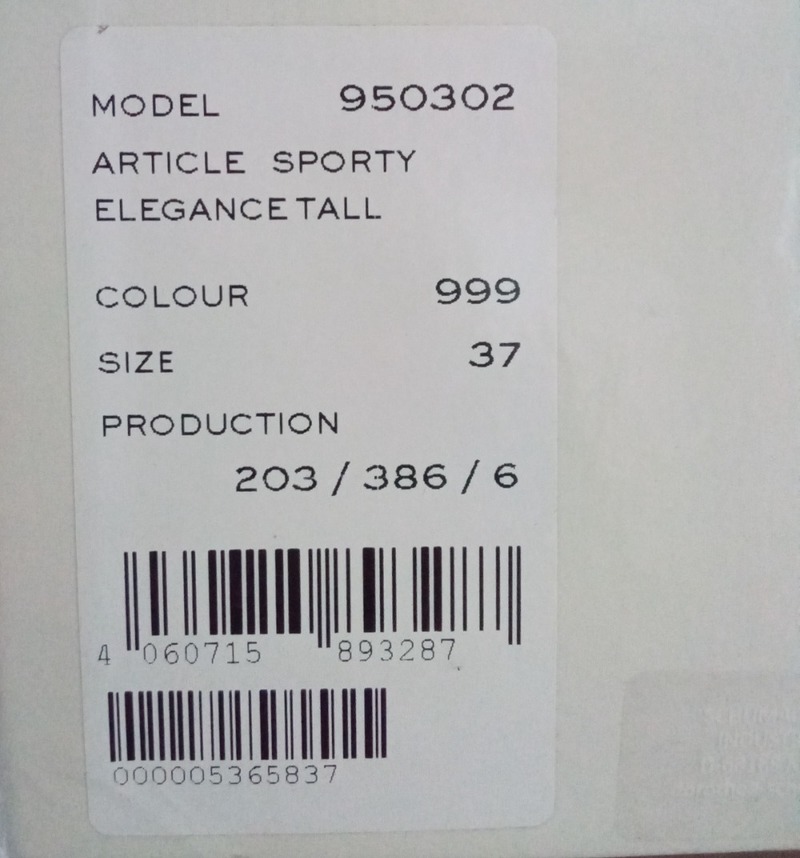 MODEL 950302
ARTICLE SPORTY
ELEGANCE TALL
COLOUR 999
SIZE 37
PRODUCTION
203 / 386 / 6
4 060715 893287
000005365837